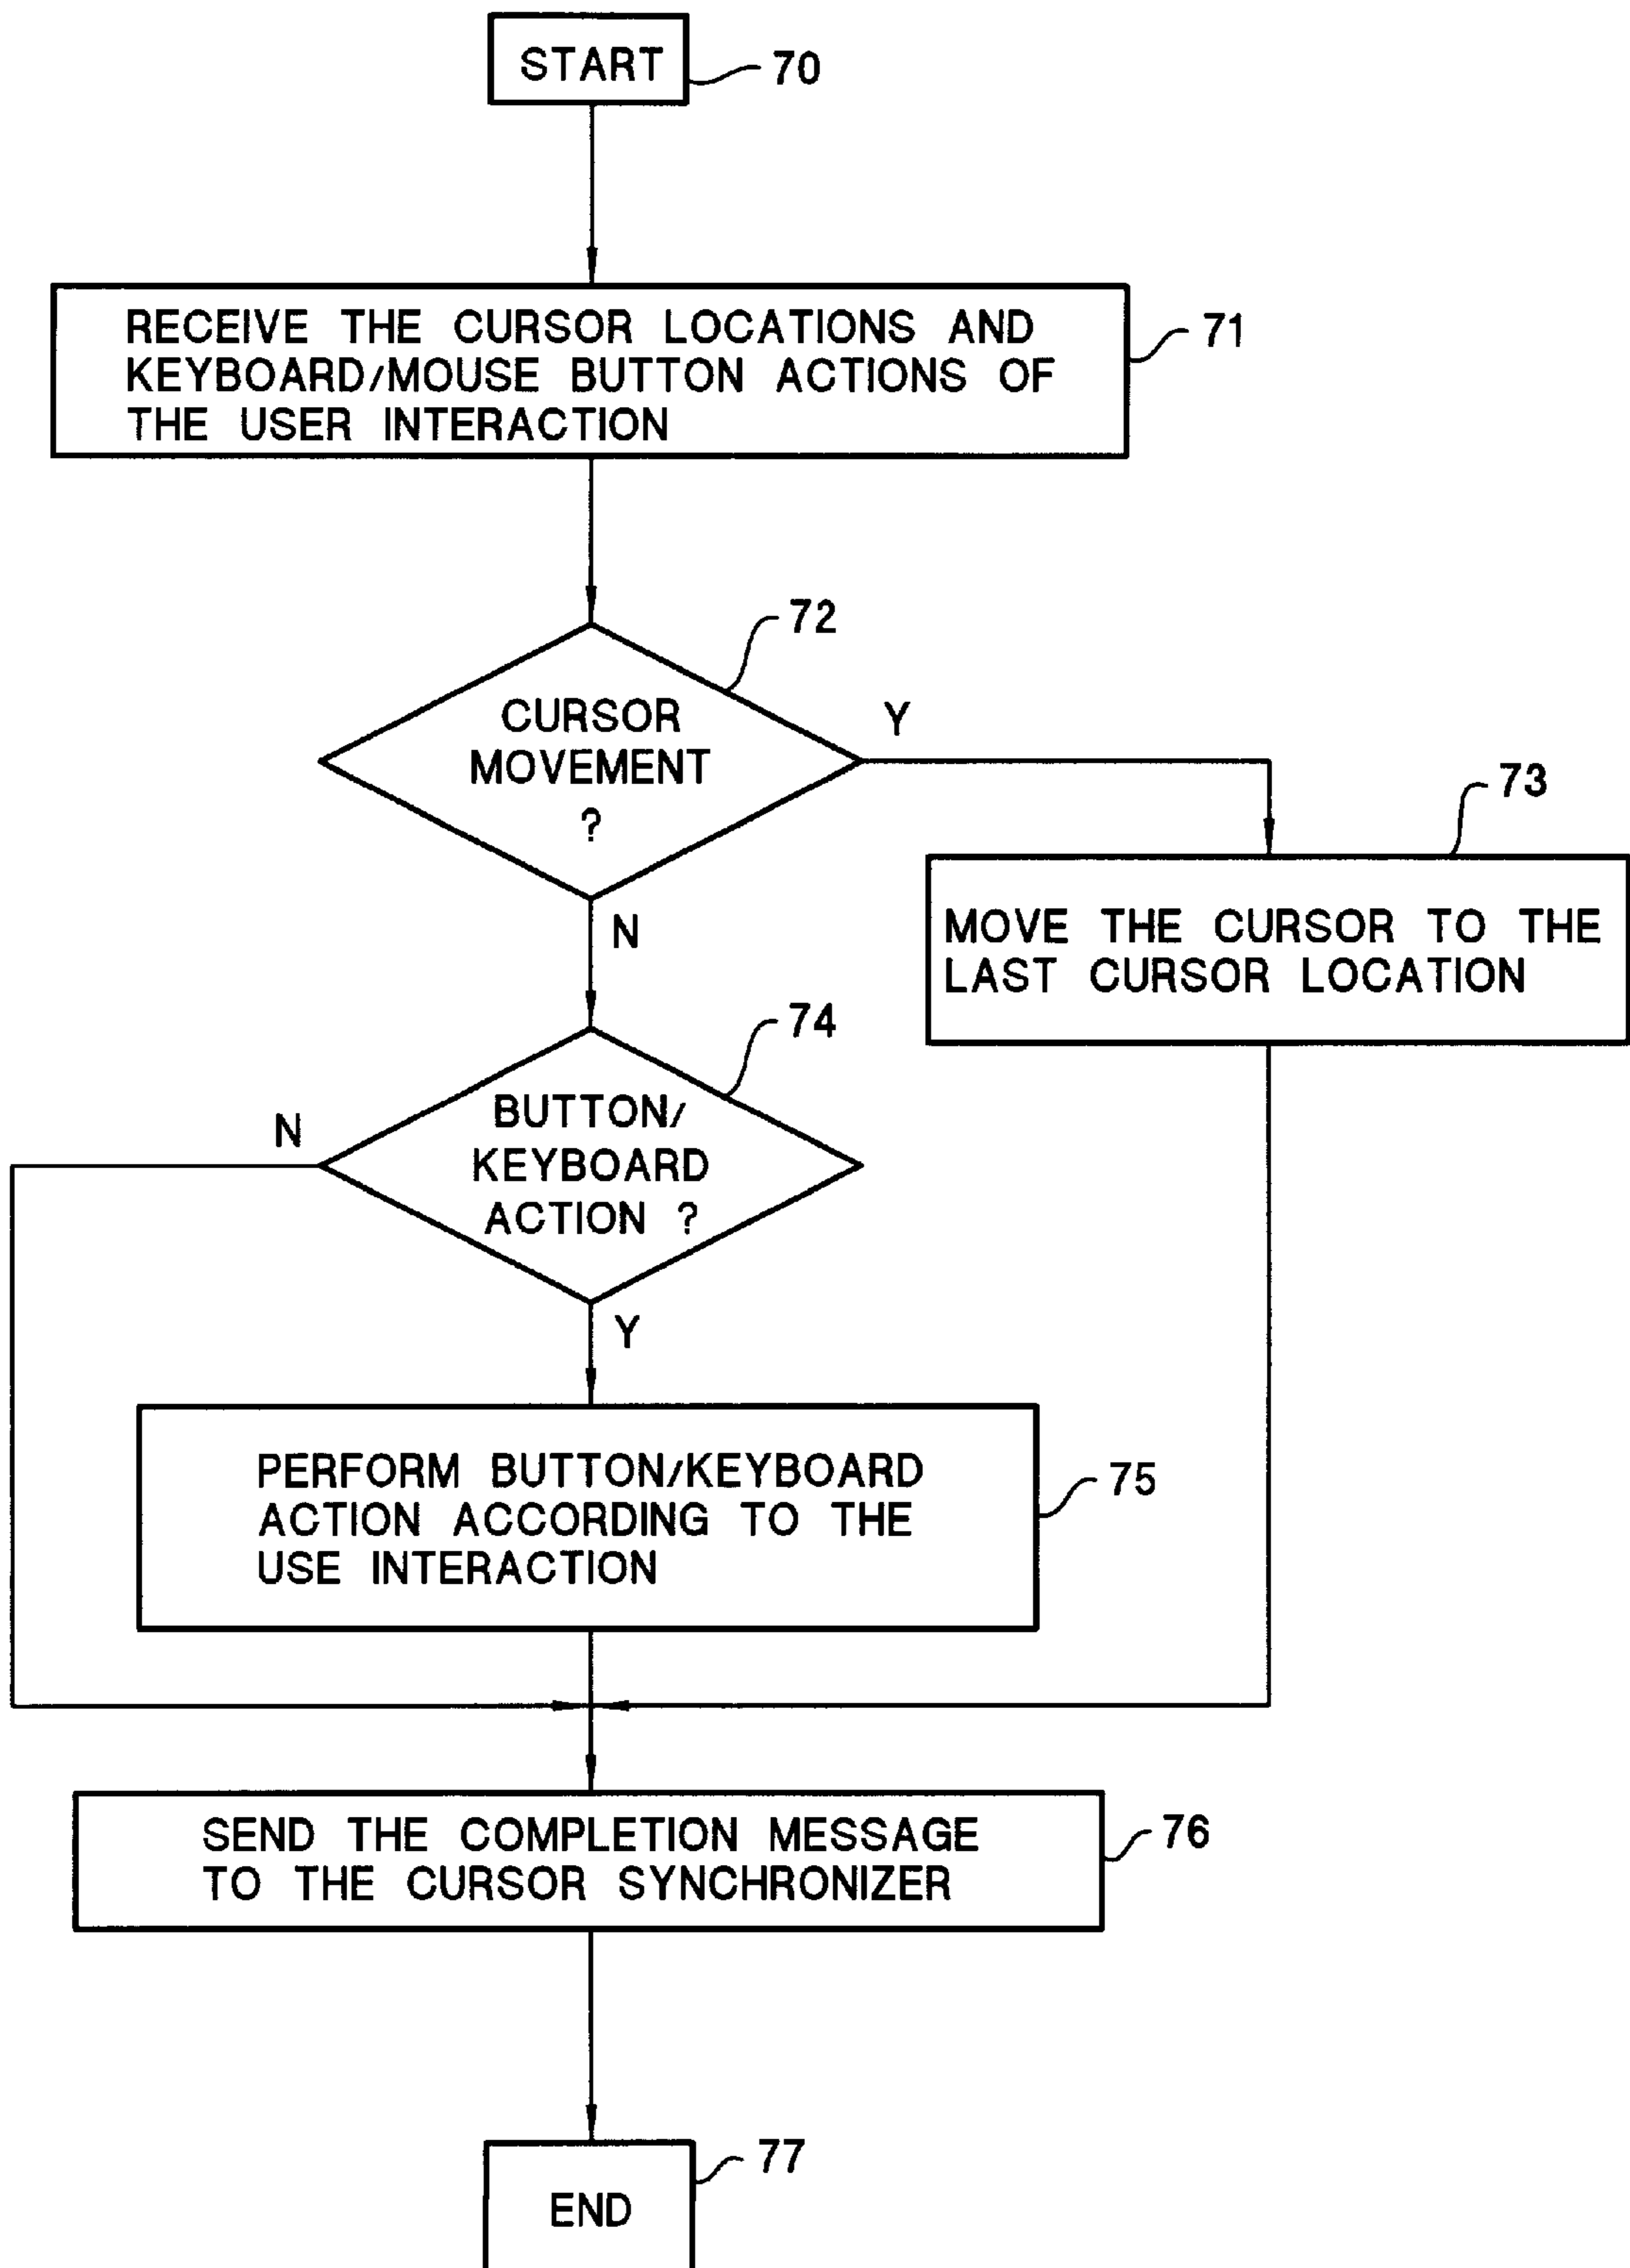 START
70
RECEIVE THE CURSOR LOCATIONS AND
KEYBOARD/MOUSE BUTTON ACTIONS OF
THE USER INTERACTION
71
72
CURSOR
MOVEMENT
?
Y
N
73
MOVE THE CURSOR TO THE
LAST CURSOR LOCATION
74
BUTTON/
KEYBOARD
ACTION ?
N
Y
PERFORM BUTTON/KEYBOARD
ACTION ACCORDING TO THE
USE INTERACTION
75
SEND THE COMPLETION MESSAGE
TO THE CURSOR SYNCHRONIZER
76
77
END